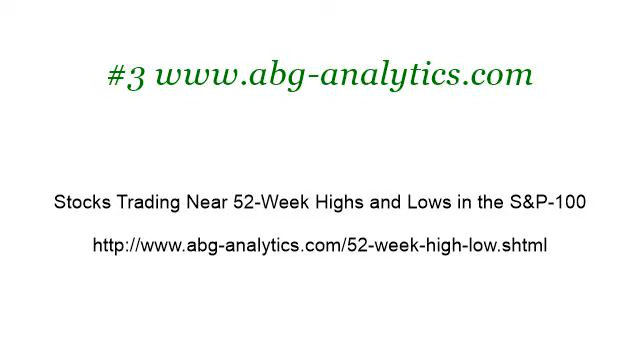 #3 www.abg-analytics.com
Stocks Trading Near 52-Week Highs and Lows in the S&P-100
http://www.abg-analytics.com/52-week-high-low.shtml